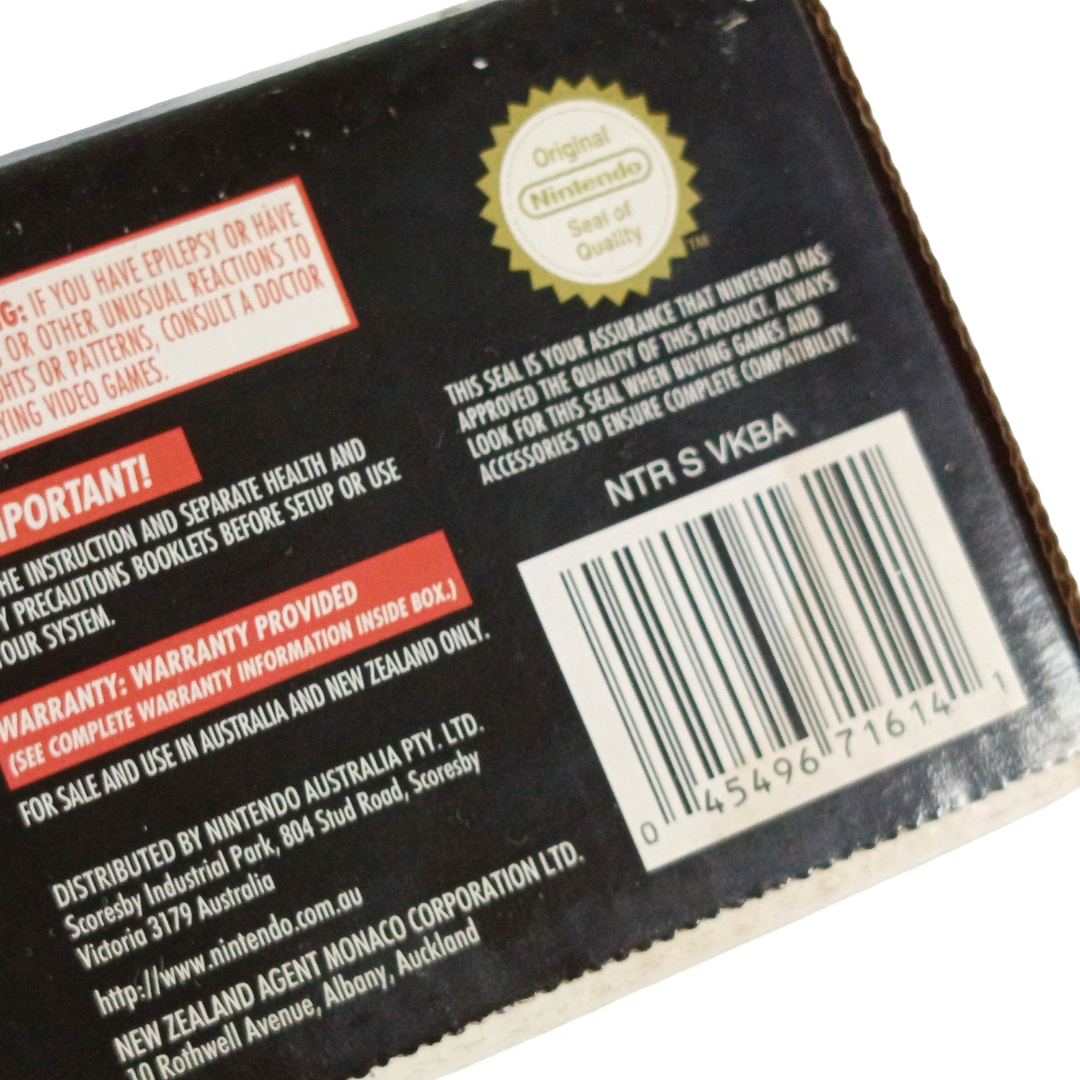 G: IF YOU HAVE EPILEPSY OR HAVE
OR OTHER UNUSUAL REACTIONS TO
GHTS OR PATTERNS, CONSULT A DOCTOR
YING VIDEO GAMES.
MPORTANT!
HE INSTRUCTION AND SEPARATE HEALTH AND
Y PRECAUTIONS BOOKLETS BEFORE SETUP OR USE
OUR SYSTEM.
WARRANTY: WARRANTY PROVIDED
(SEE COMPLETE WARRANTY INFORMATION INSIDE BOX.)
FOR SALE AND USE IN AUSTRALIA AND NEW ZEALAND ONLY.
DISTRIBUTED BY NINTENDO AUSTRALIA PTY. LTD.
Scoresby Industrial Park, 804 Stud Road, Scoresby
Victoria 3179 Australia
http://www.nintendo.com.au
NEW ZEALAND AGENT MONACO CORPORATION LTD.
10 Rothwell Avenue, Albany, Auckland
Original
Nintendo
Seal of
Quality
TM
THIS SEAL IS YOUR ASSURANCE THAT NINTENDO HAS
APPROVED THE QUALITY OF THIS PRODUCT. ALWAYS
LOOK FOR THIS SEAL WHEN BUYING GAMES AND
ACCESSORIES TO ENSURE COMPLETE COMPATIBILITY.
NTR S VKBA
0 45496 71614 1